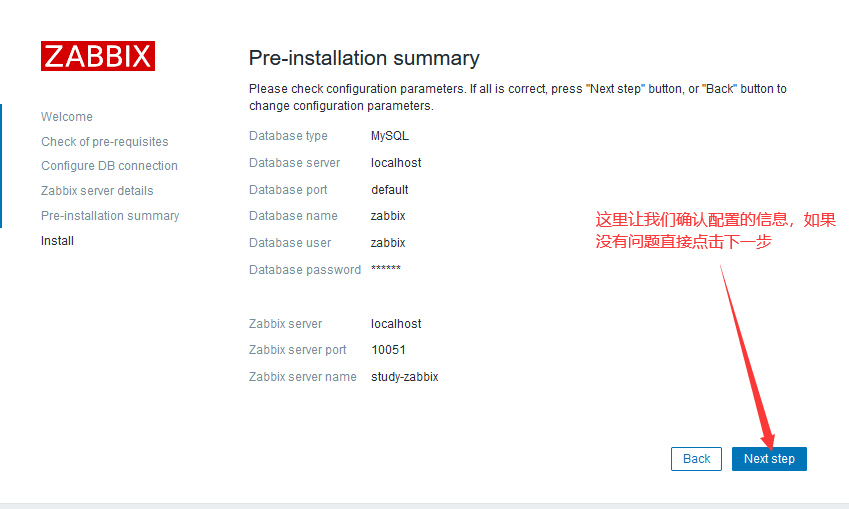 ZABBIX
Welcome
Check of pre-requisites
Configure DB connection
Zabbix server details
Pre-installation summary
Install
Pre-installation summary
Please check configuration parameters. If all is correct, press "Next step" button, or "Back" button to
change configuration parameters.
Database type MySQL
Database server localhost
Database port default
Database name zabbix
Database user zabbix
Database password ******
Zabbix server localhost
Zabbix server port 10051
Zabbix server name study-zabbix
这里让我们确认配置的信息，如果
没有问题直接点击下一步
Back Next step